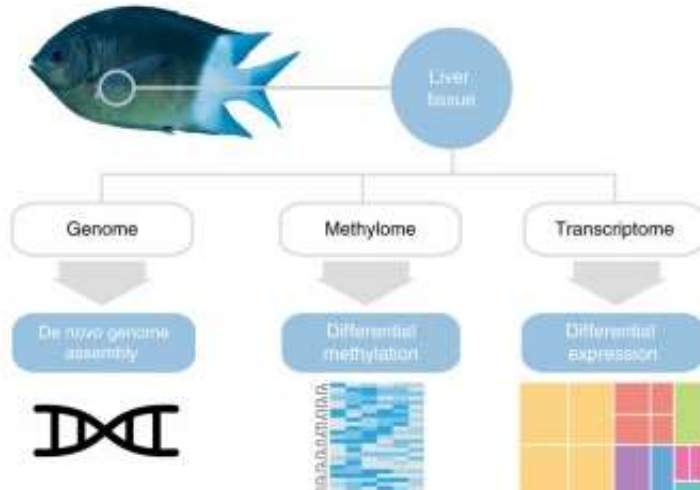 Liver
tissue
Genome
Methylome
Transcriptome
De novo genome
assembly
Differential
methylation
Differential
expression